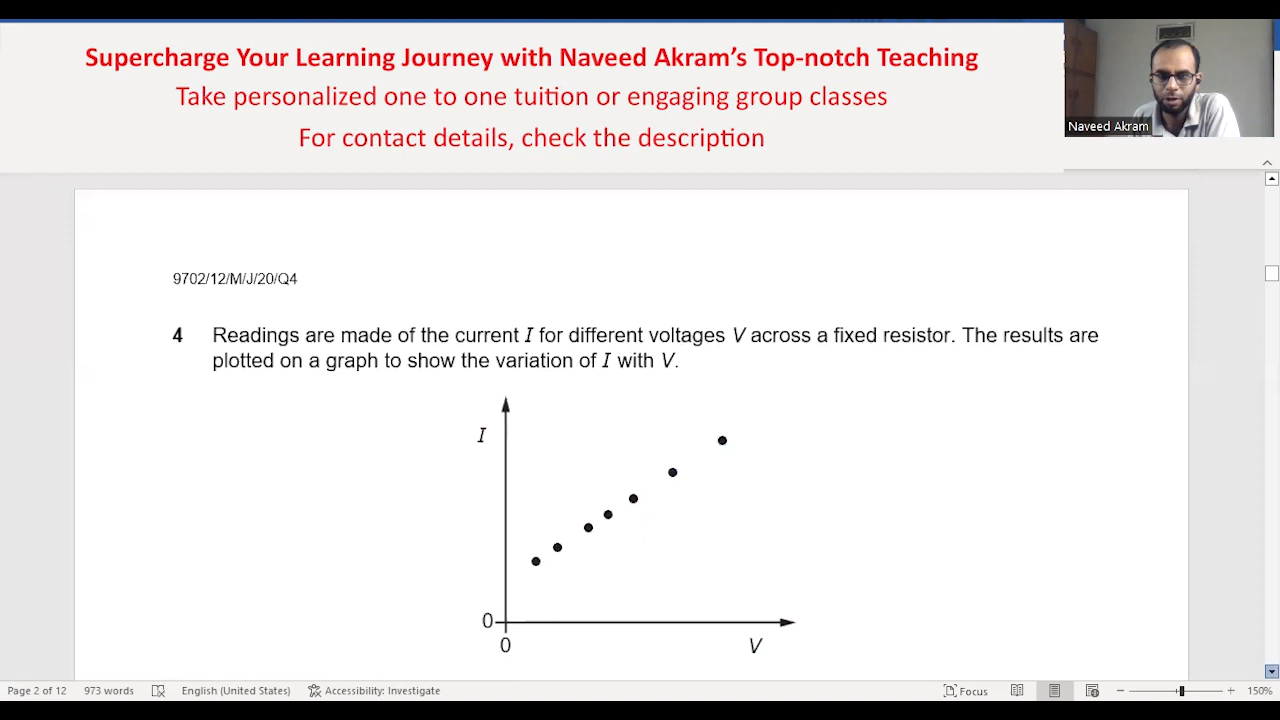 Supercharge Your Learning Journey with Naveed Akram’s Top-notch Teaching
Take personalized one to one tuition or engaging group classes
For contact details, check the description
Naveed Akram
9702/12/M/J/20/Q4
4 Readings are made of the current I for different voltages V across a fixed resistor. The results are
plotted on a graph to show the variation of I with V.
I
0
0
V
Page 2 of 12 973 words English (United States) Accessibility: Investigate Focus 150%